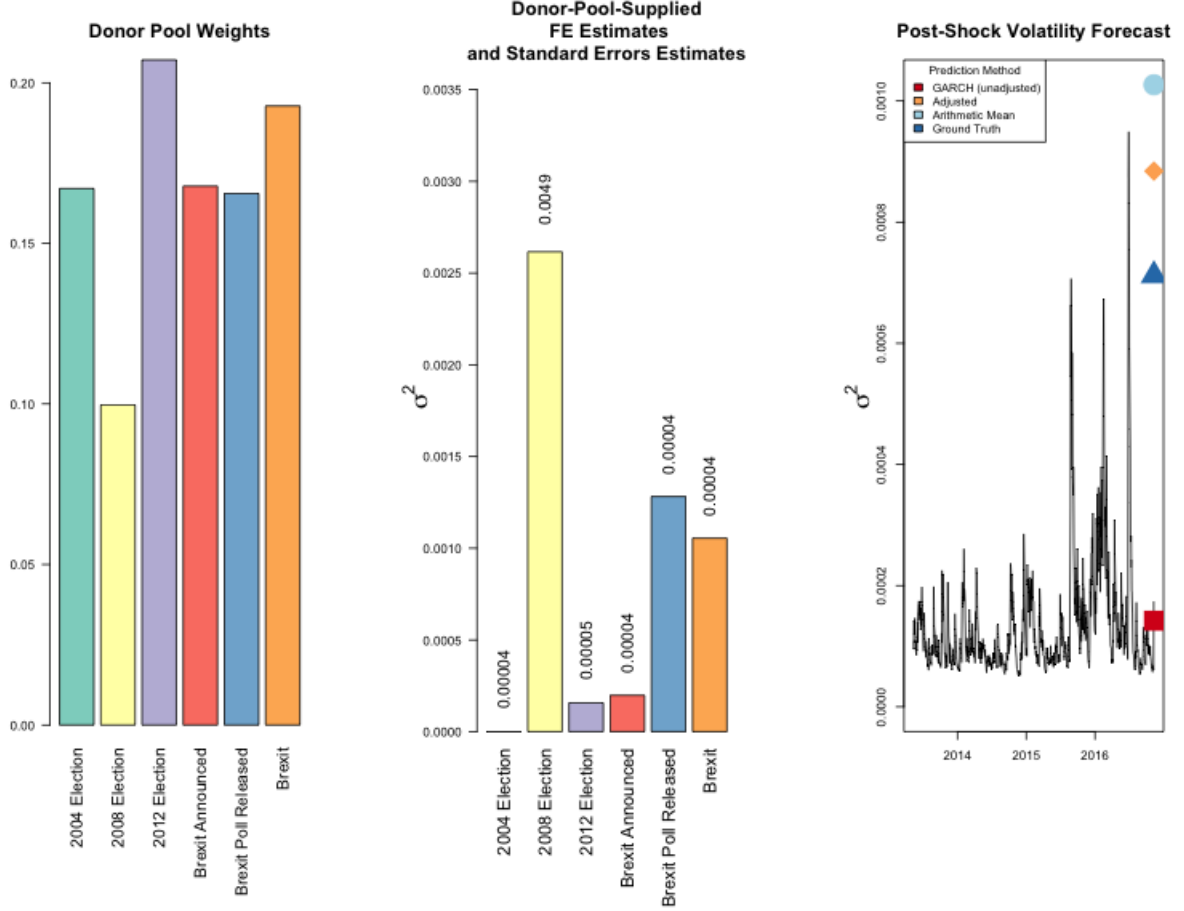 Donor Pool Weights
0.20
0.15
0.10
0.05
0.00
2004 Election
2008 Election
2012 Election
Brexit Announced
Brexit Poll Released
Brexit
Donor-Pool-Supplied
FE Estimates
and Standard Errors Estimates
σ²
0.0035
0.0030
0.0025
0.0020
0.0015
0.0010
0.0005
0.0000
0.00004
0.0049
0.00005
0.00004
0.00004
0.00004
2004 Election
2008 Election
2012 Election
Brexit Announced
Brexit Poll Released
Brexit
Post-Shock Volatility Forecast
Prediction Method
GARCH (unadjusted)
Adjusted
Arithmetic Mean
Ground Truth
σ²
0.0010
0.0008
0.0006
0.0004
0.0002
0.0000
2014
2015
2016